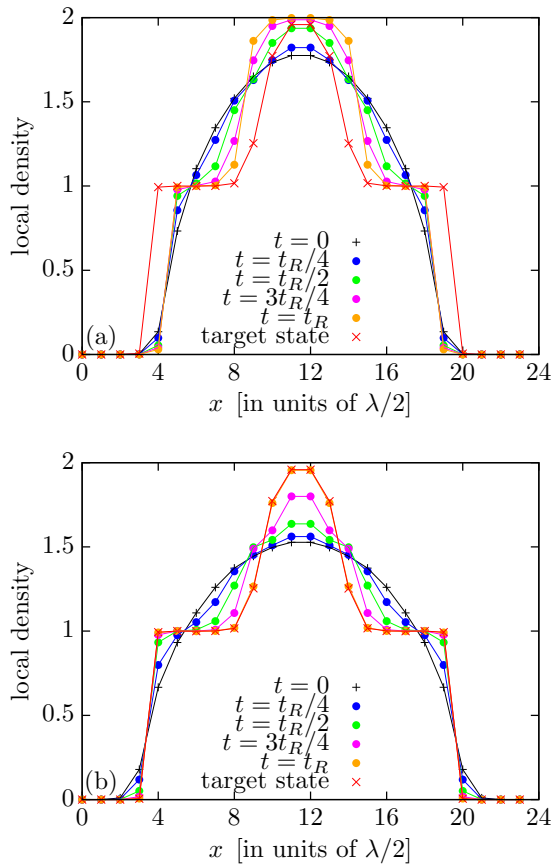 2
1.5
1
0.5
0
local density
t = 0
t = t_R/4
t = t_R/2
t = 3t_R/4
t = t_R
target state
(a)
0 4 8 12 16 20 24
x [in units of λ/2]
2
1.5
1
0.5
0
local density
t = 0
t = t_R/4
t = t_R/2
t = 3t_R/4
t = t_R
target state
(b)
0 4 8 12 16 20 24
x [in units of λ/2]